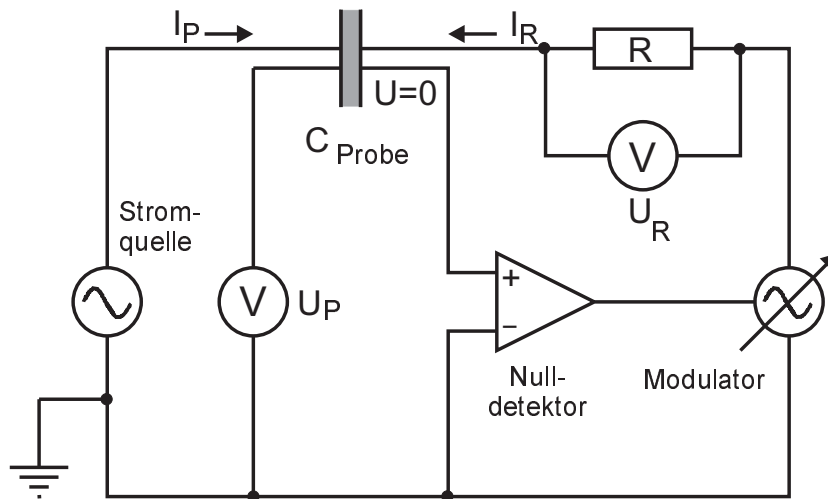 I_P
I_R
R
U=0
C_Probe
V
U_R
Strom-
quelle
V
U_P
+
−
Null-
detektor
Modulator